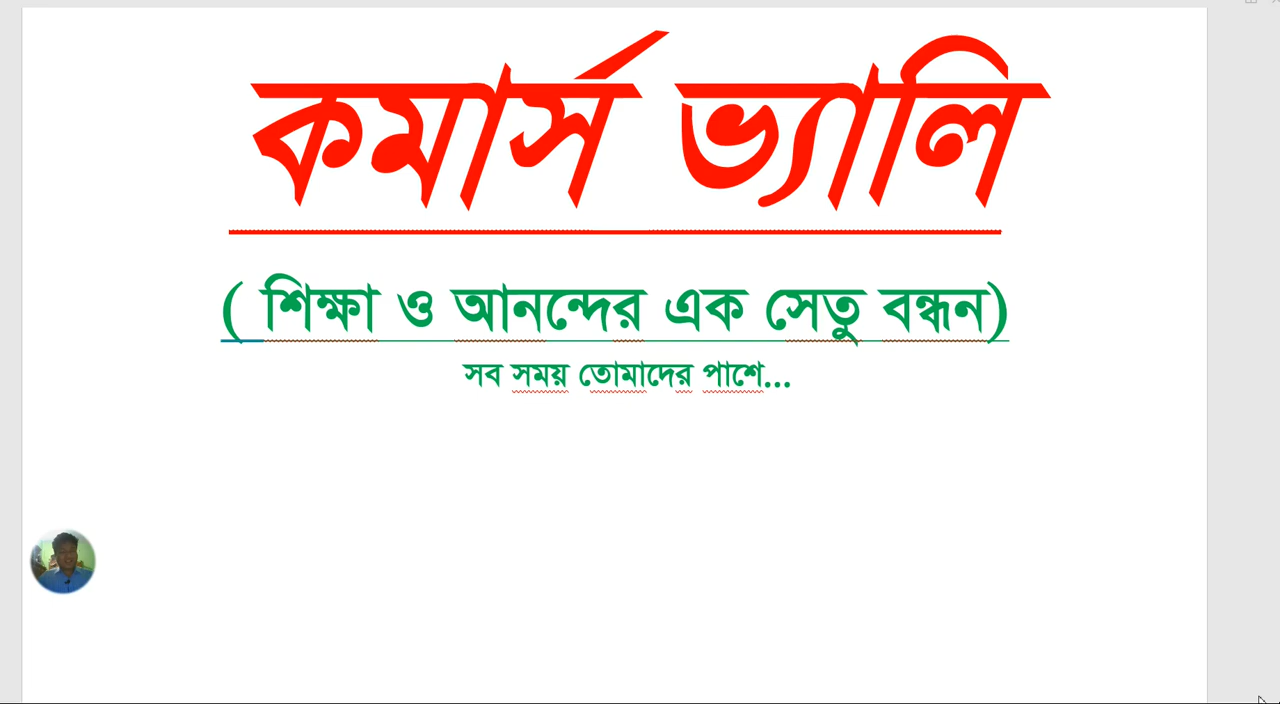 কমার্স ভ্যালি
( শিক্ষা ও আনন্দের এক সেতু বন্ধন)
সব সময় তোমাদের পাশে...